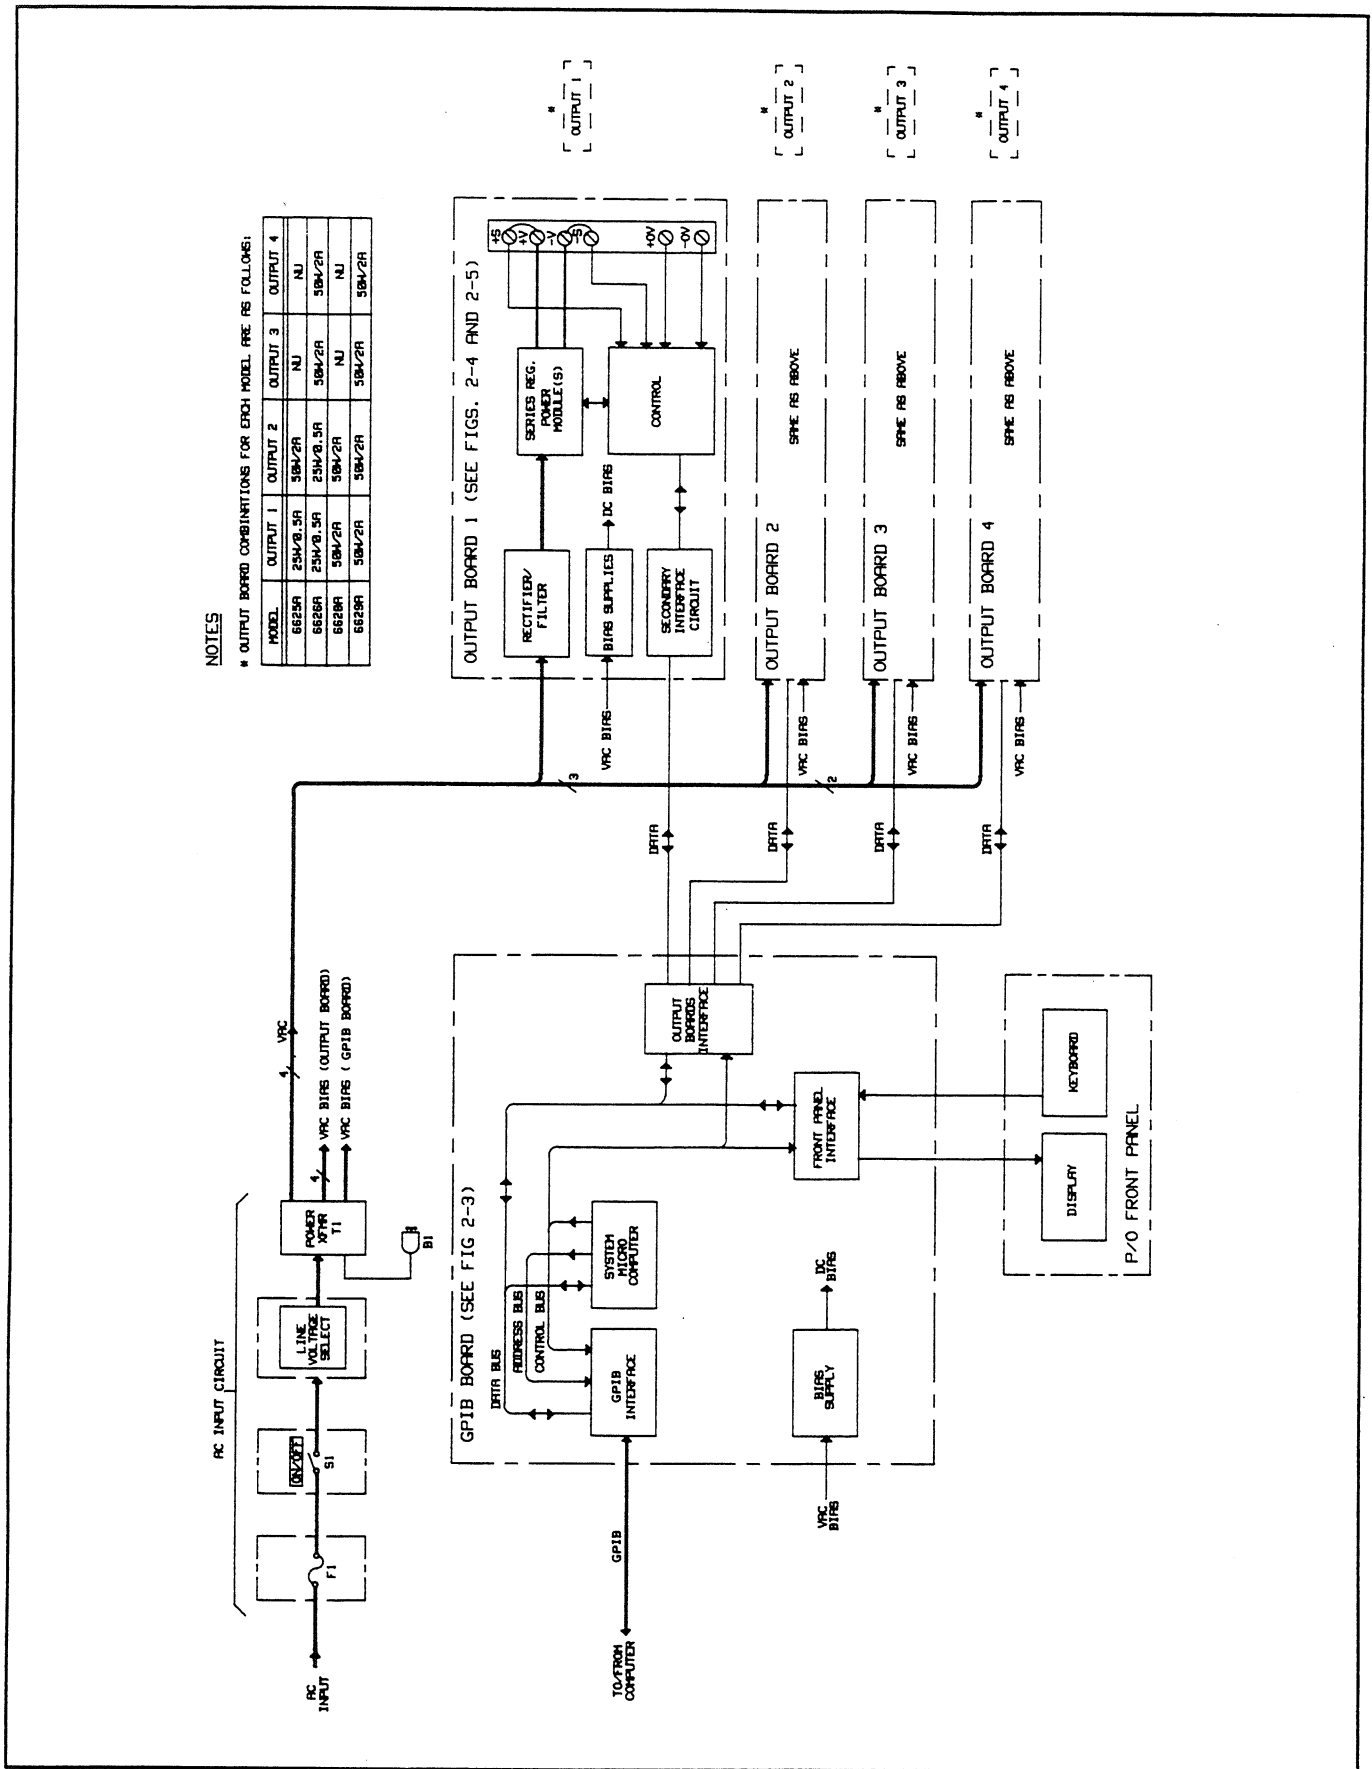 NOTES
* OUTPUT BOARD COMBINATIONS FOR EACH MODEL ARE AS FOLLOWS:
MODEL OUTPUT 1 OUTPUT 2 OUTPUT 3 OUTPUT 4
6625A 25W/0.5A 50W/2A NU NU
6626A 25W/0.5A 25W/0.5A 50W/2A 50W/2A
6628A 50W/2A 50W/2A NU NU
6629A 50W/2A 50W/2A 50W/2A 50W/2A
AC INPUT CIRCUIT
AC
INPUT
F1
ON/OFF
S1
LINE
VOLTAGE
SELECT
POWER
XFMR
T1
B1
4
VAC
4
VAC BIAS (OUTPUT BOARD)
VAC BIAS ( GPIB BOARD)
GPIB BOARD (SEE FIG 2-3)
DATA BUS
ADDRESS BUS
CONTROL BUS
TO/FROM
COMPUTER
GPIB
GPIB
INTERFACE
SYSTEM
MICRO
COMPUTER
OUTPUT
BOARDS
INTERFACE
FRONT PANEL
INTERFACE
VAC
BIAS
BIAS
SUPPLY
DC
BIAS
DISPLAY
KEYBOARD
P/O FRONT PANEL
DATA
DATA
DATA
DATA
3
2
OUTPUT BOARD 1 (SEE FIGS. 2-4 AND 2-5)
RECTIFIER/
FILTER
SERIES REG.
POWER
MODULE(S)
VAC BIAS
BIAS SUPPLIES
DC BIAS
SECONDARY
INTERFACE
CIRCUIT
CONTROL
+S
+V
-V
-S
+OV
-OV
*
OUTPUT 1
VAC BIAS
OUTPUT BOARD 2
SAME AS ABOVE
*
OUTPUT 2
VAC BIAS
OUTPUT BOARD 3
SAME AS ABOVE
*
OUTPUT 3
VAC BIAS
OUTPUT BOARD 4
SAME AS ABOVE
*
OUTPUT 4